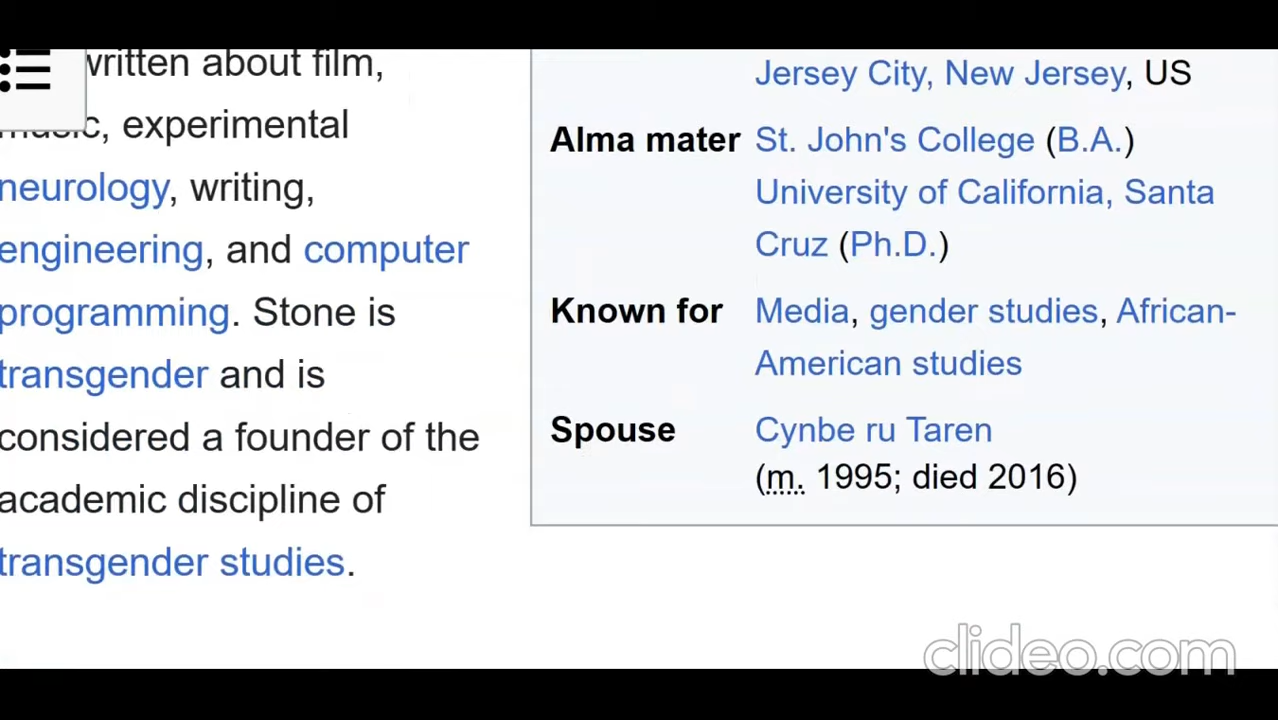 written about film,
music, experimental
neurology, writing,
engineering, and computer
programming. Stone is
transgender and is
considered a founder of the
academic discipline of
transgender studies.
Jersey City, New Jersey, US
Alma mater St. John's College (B.A.)
University of California, Santa
Cruz (Ph.D.)
Known for Media, gender studies, African-
American studies
Spouse Cynbe ru Taren
(m. 1995; died 2016)
clideo.com